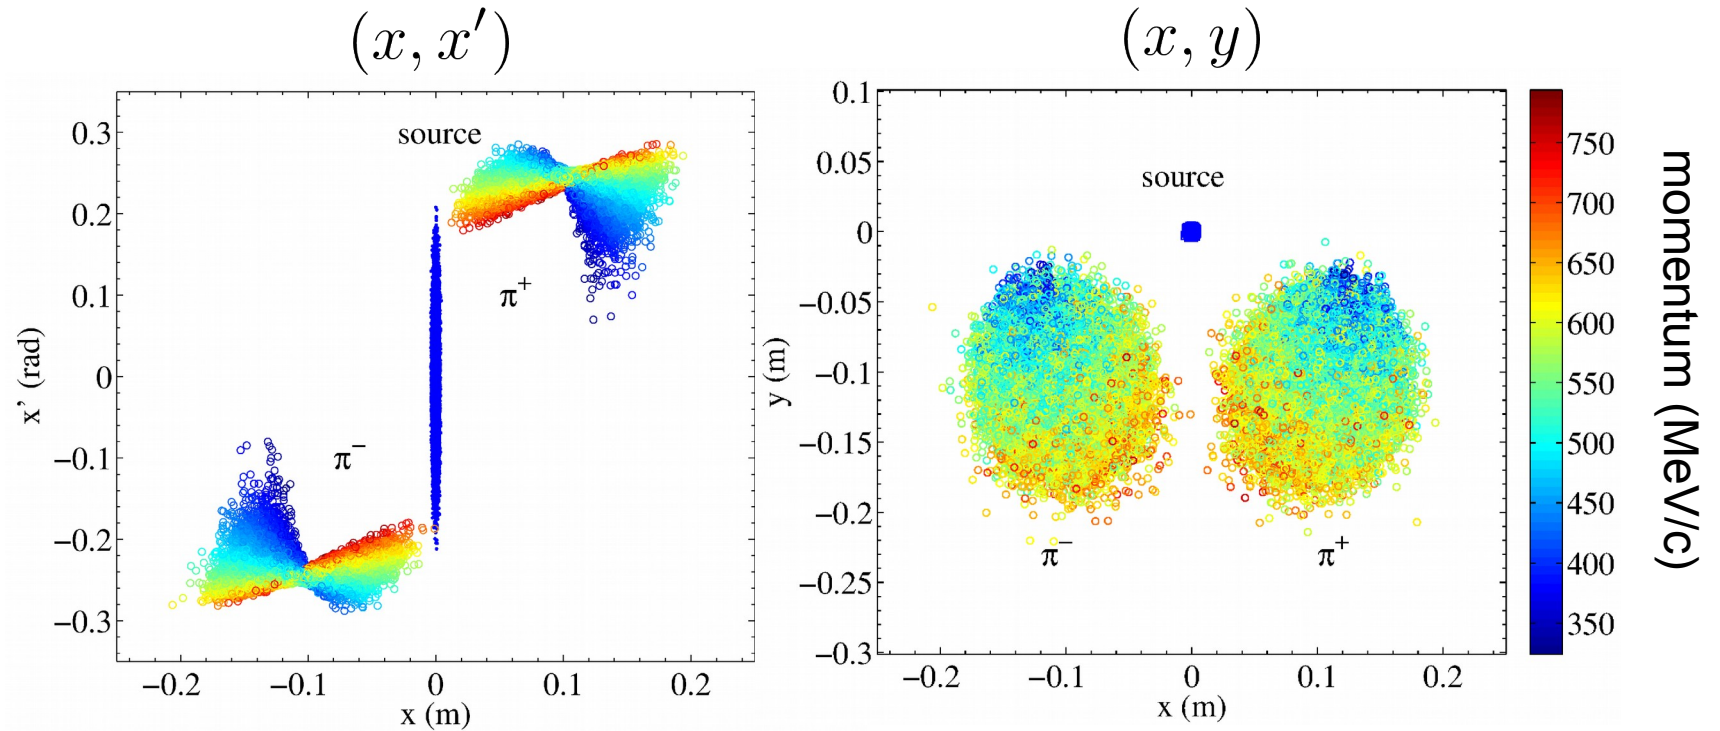 (x, x′)
0.3
0.2
0.1
0
−0.1
−0.2
−0.3
x' (rad)
source
π+
π−
−0.2
−0.1
0
0.1
0.2
x (m)
(x, y)
0.1
0.05
0
−0.05
−0.1
−0.15
−0.2
−0.25
−0.3
y (m)
source
π−
π+
−0.2
−0.1
0
0.1
0.2
x (m)
750
700
650
600
550
500
450
400
350
momentum (MeV/c)